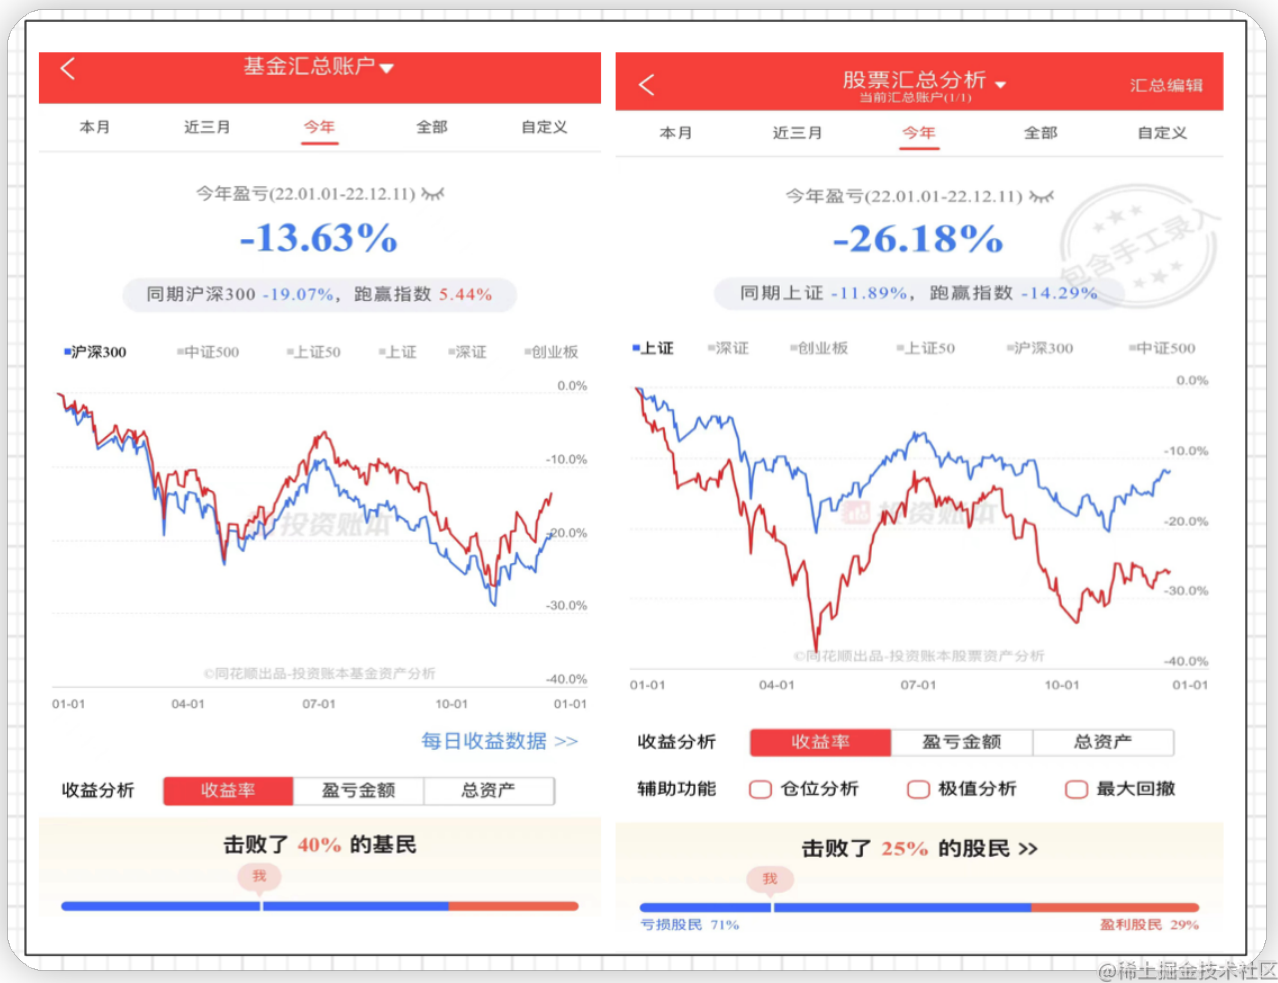 基金汇总账户
本月 近三月 今年 全部 自定义
今年盈亏(22.01.01-22.12.11)
-13.63%
同期沪深300 -19.07%，跑赢指数 5.44%
沪深300 中证500 上证50 上证 深证 创业板
0.0%
-10.0%
投资账本
-20.0%
-30.0%
©同花顺出品-投资账本基金资产分析
-40.0%
01-01 04-01 07-01 10-01 01-01
每日收益数据 >>
收益分析 收益率 盈亏金额 总资产
击败了 40% 的基民
我
股票汇总分析
当前汇总账户(1/1)
汇总编辑
本月 近三月 今年 全部 自定义
今年盈亏(22.01.01-22.12.11)
包含手工录入
-26.18%
同期上证 -11.89%，跑赢指数 -14.29%
上证 深证 创业板 上证50 沪深300 中证500
0.0%
-10.0%
投资账本
-20.0%
-30.0%
©同花顺出品-投资账本股票资产分析
-40.0%
01-01 04-01 07-01 10-01 01-01
收益分析 收益率 盈亏金额 总资产
辅助功能 仓位分析 极值分析 最大回撤
击败了 25% 的股民 >>
我
亏损股民 71% 盈利股民 29%
@稀土掘金技术社区